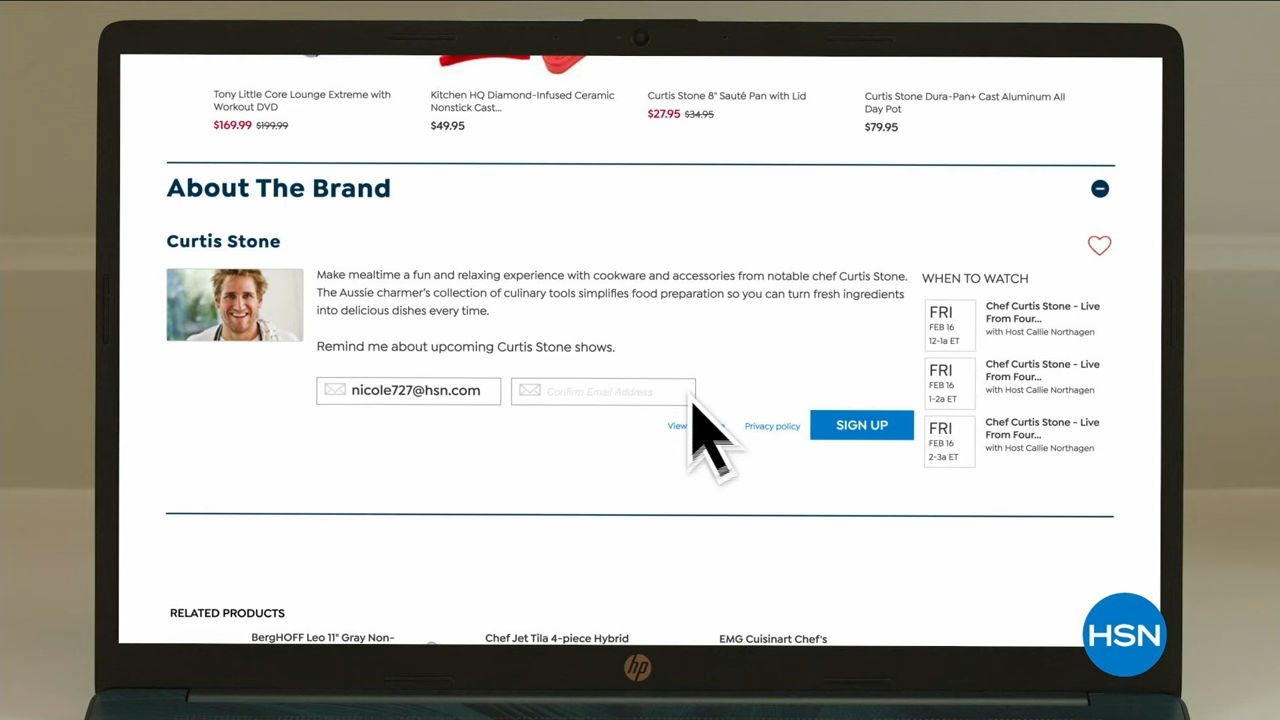 Tony Little Core Lounge Extreme with
Workout DVD
$169.99 $199.99
Kitchen HQ Diamond-Infused Ceramic
Nonstick Cast...
$49.95
Curtis Stone 8" Sauté Pan with Lid
$27.95 $34.95
Curtis Stone Dura-Pan+ Cast Aluminum All
Day Pot
$79.95
About The Brand
Curtis Stone
Make mealtime a fun and relaxing experience with cookware and accessories from notable chef Curtis Stone.
The Aussie charmer's collection of culinary tools simplifies food preparation so you can turn fresh ingredients
into delicious dishes every time.
Remind me about upcoming Curtis Stone shows.
nicole727@hsn.com
Confirm Email Address
View
Privacy policy
SIGN UP
WHEN TO WATCH
FRI
FEB 16
12-1a ET
Chef Curtis Stone - Live
From Four...
with Host Callie Northagen
FRI
FEB 16
1-2a ET
Chef Curtis Stone - Live
From Four...
with Host Callie Northagen
FRI
FEB 16
2-3a ET
Chef Curtis Stone - Live
From Four...
with Host Callie Northagen
RELATED PRODUCTS
BergHOFF Leo 11" Gray Non-
Chef Jet Tila 4-piece Hybrid
EMG Cuisinart Chef's
HSN
hp